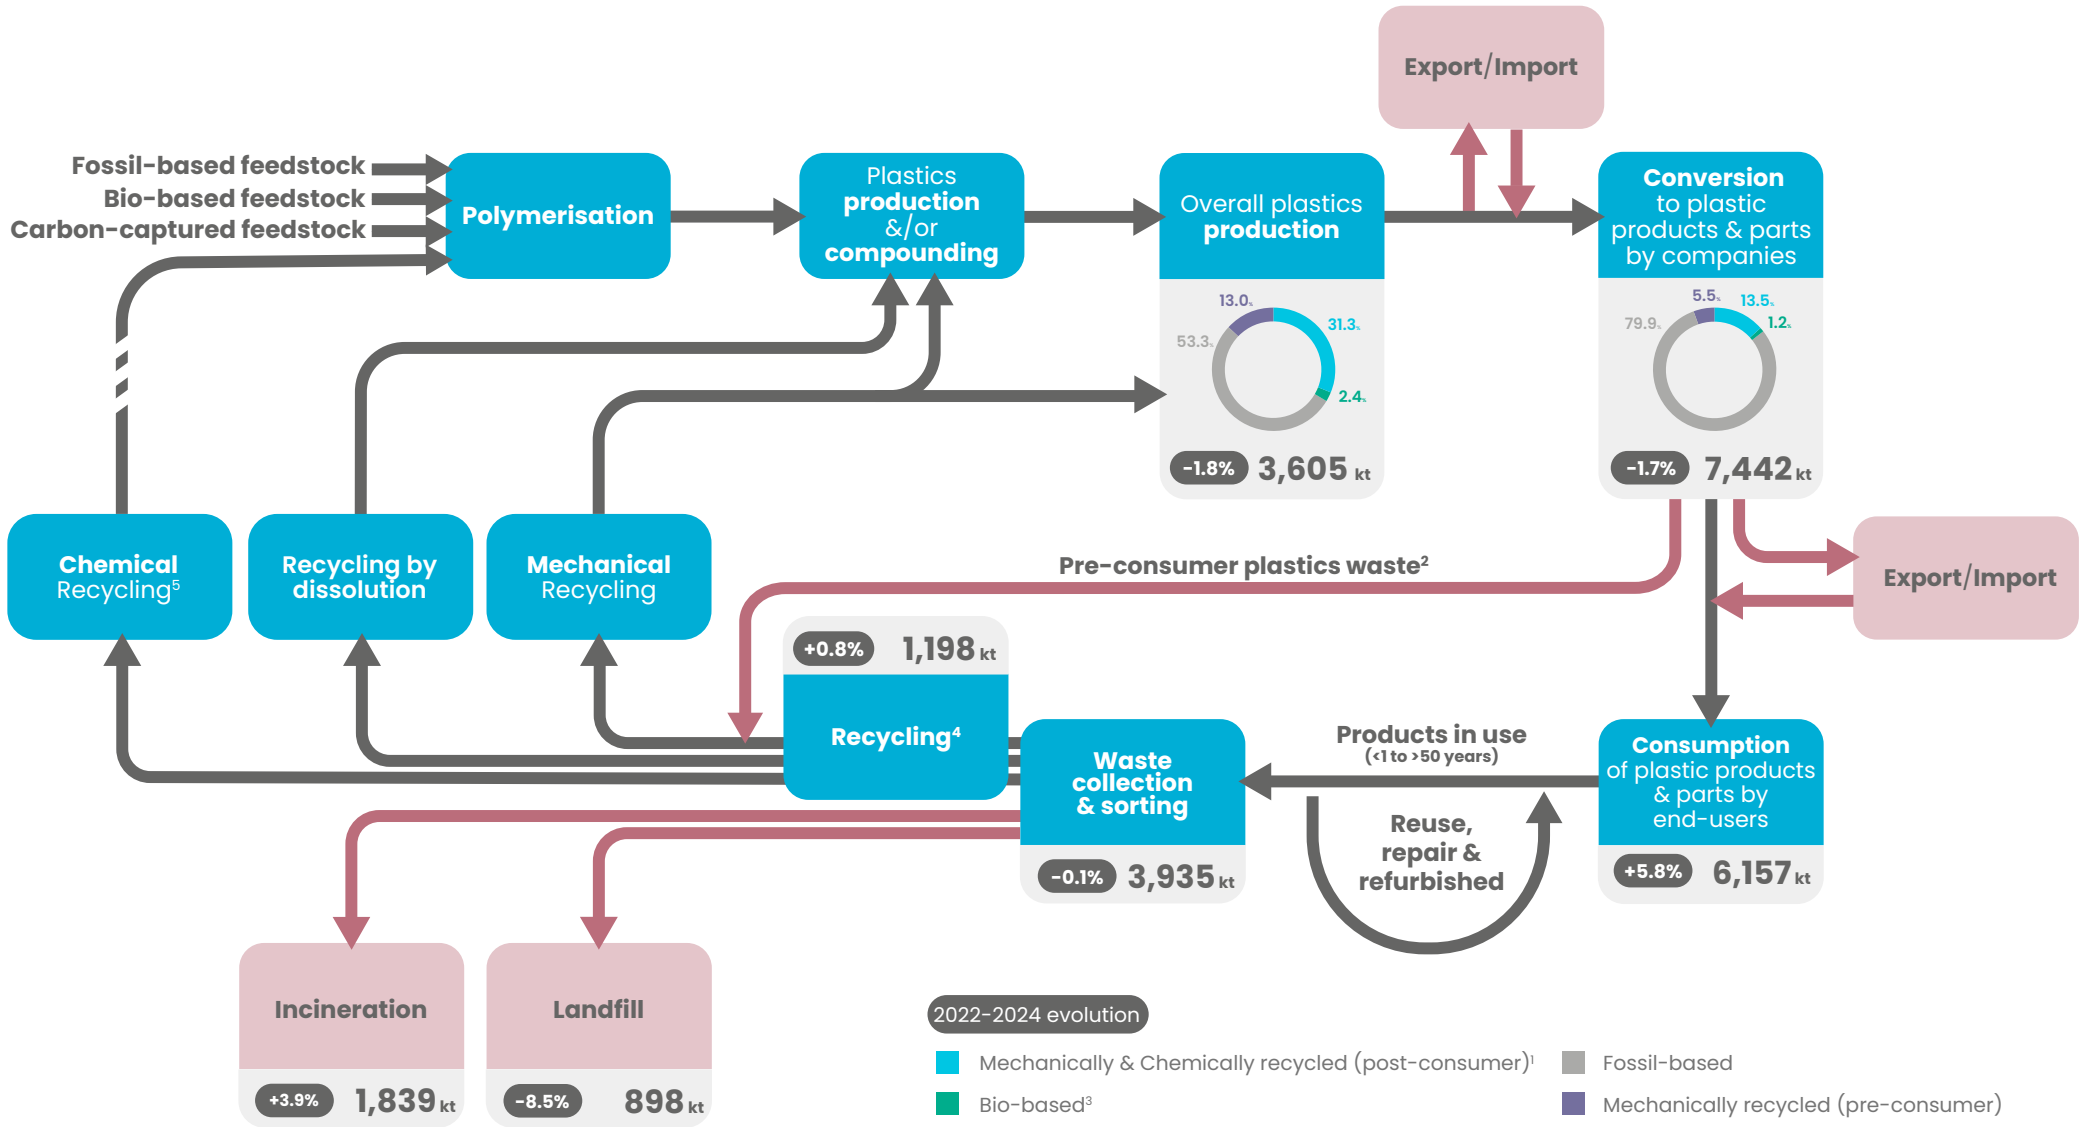 Export/Import
Fossil-based feedstock
Bio-based feedstock
Carbon-captured feedstock
Polymerisation
Plastics
production
&/or
compounding
Overall plastics
production
Conversion
to plastic
products & parts
by companies
13.0%
31.3%
53.3%
2.4%
-1.8% 3,605 kt
5.5%
13.5%
79.9%
1.2%
-1.7% 7,442 kt
Chemical
Recycling⁵
Recycling by
dissolution
Mechanical
Recycling
Pre-consumer plastics waste²
Export/Import
+0.8% 1,198 kt
Recycling⁴
Waste
collection
& sorting
-0.1% 3,935 kt
Products in use
(<1 to >50 years)
Reuse,
repair &
refurbished
Consumption
of plastic products
& parts by
end-users
+5.8% 6,157 kt
Incineration
+3.9% 1,839 kt
Landfill
-8.5% 898 kt
2022-2024 evolution
Mechanically & Chemically recycled (post-consumer)¹
Fossil-based
Bio-based³
Mechanically recycled (pre-consumer)